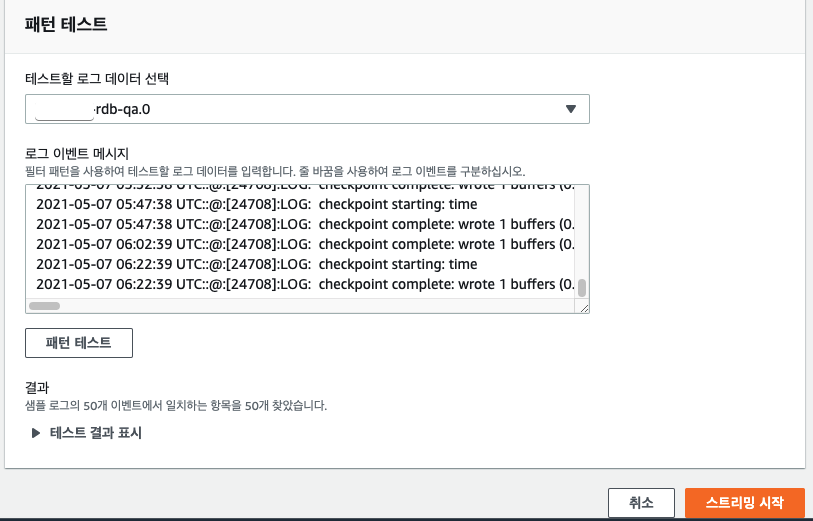 패턴 테스트
테스트할 로그 데이터 선택
-rdb-qa.0
로그 이벤트 메시지
필터 패턴을 사용하여 테스트할 로그 데이터를 입력합니다. 줄 바꿈을 사용하여 로그 이벤트를 구분하십시오.
2021-05-07 05:32:38 UTC::@:[24708]:LOG:  checkpoint complete: wrote 1 buffers (0.
2021-05-07 05:47:38 UTC::@:[24708]:LOG:  checkpoint starting: time
2021-05-07 05:47:38 UTC::@:[24708]:LOG:  checkpoint complete: wrote 1 buffers (0.
2021-05-07 06:02:39 UTC::@:[24708]:LOG:  checkpoint complete: wrote 1 buffers (0.
2021-05-07 06:22:39 UTC::@:[24708]:LOG:  checkpoint starting: time
2021-05-07 06:22:39 UTC::@:[24708]:LOG:  checkpoint complete: wrote 1 buffers (0.
패턴 테스트
결과
샘플 로그의 50개 이벤트에서 일치하는 항목을 50개 찾았습니다.
테스트 결과 표시
취소
스트리밍 시작